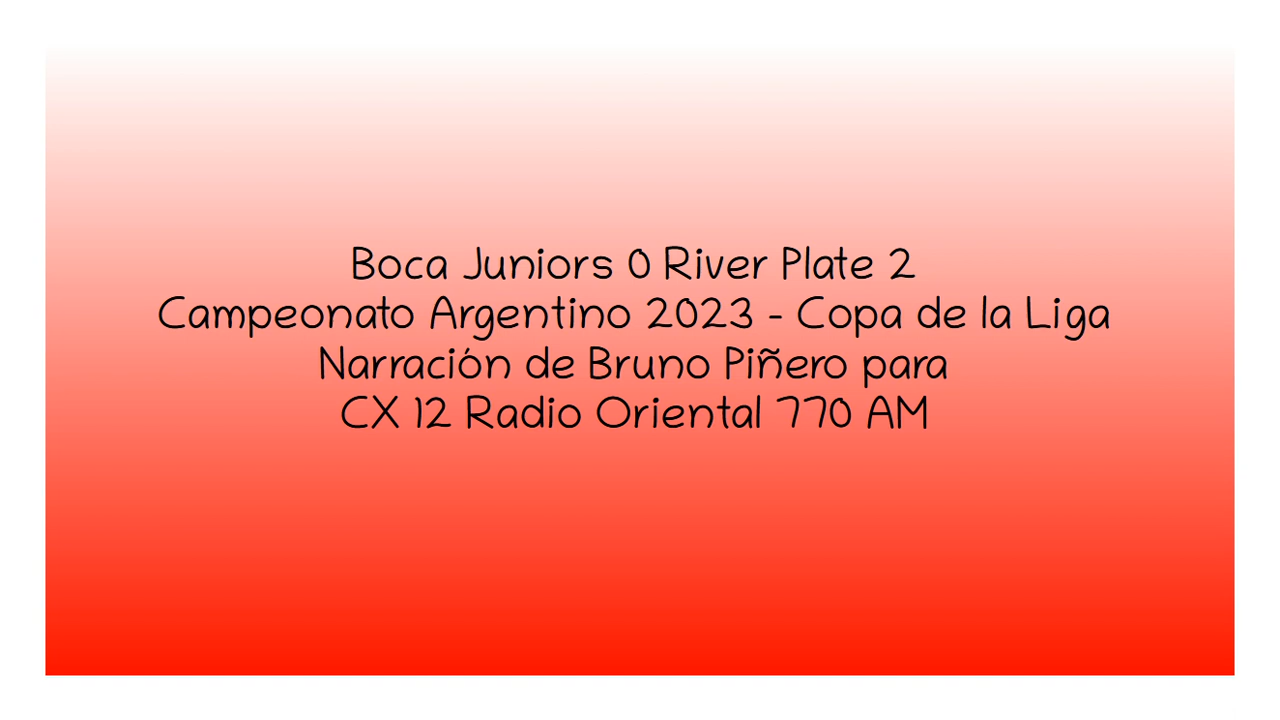 Boca Juniors 0 River Plate 2
Campeonato Argentino 2023 - Copa de la Liga
Narración de Bruno Piñero para
CX 12 Radio Oriental 770 AM